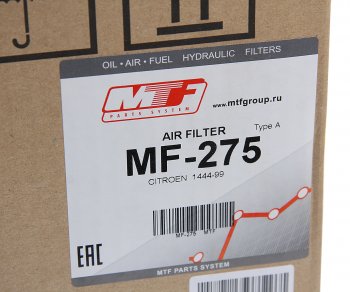 OIL • AIR • FUEL HYDRAULIC FILTERS
MTF
PARTS SYSTEM
www.mtfgroup.ru
AIR FILTER
Type A
MF-275
CITROEN 1444-99
MF-275 MTF
EAC
MTF PARTS SYSTEM